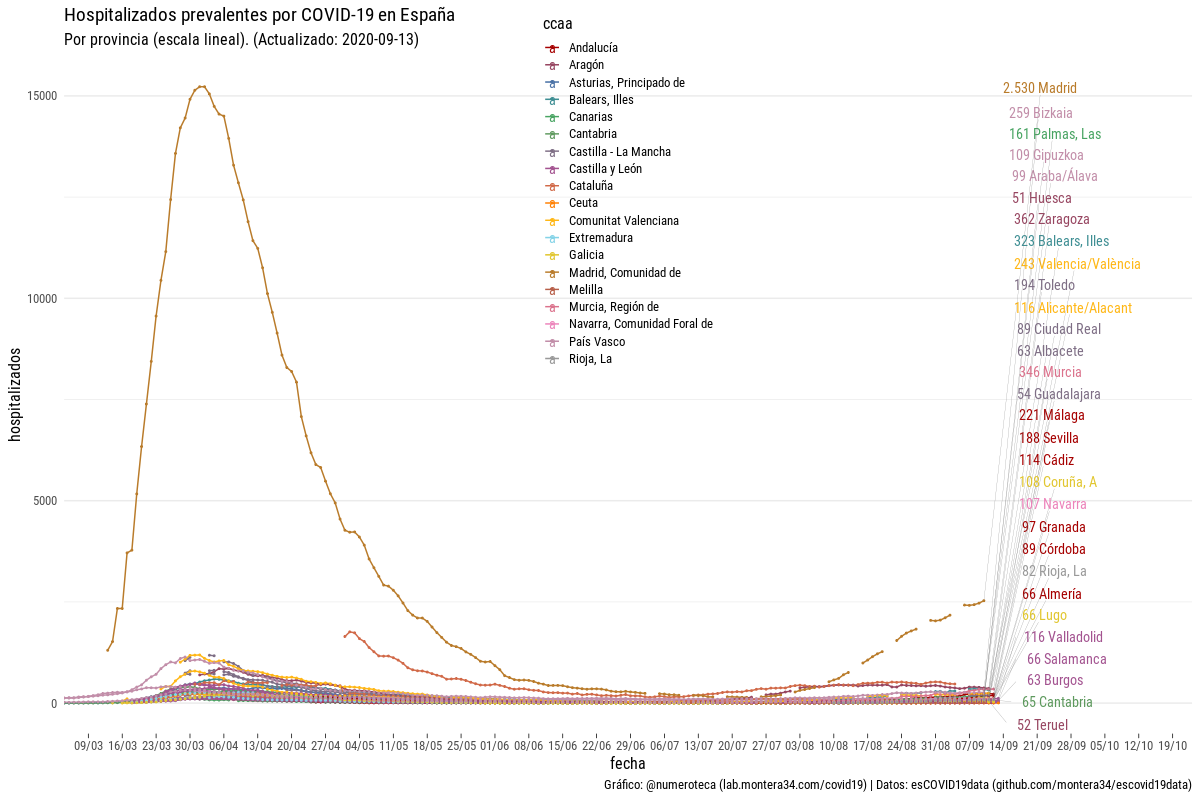 Hospitalizados prevalentes por COVID-19 en España
Por provincia (escala lineal). (Actualizado: 2020-09-13)
ccaa
Andalucía
Aragón
Asturias, Principado de
Balears, Illes
Canarias
Cantabria
Castilla - La Mancha
Castilla y León
Cataluña
Ceuta
Comunitat Valenciana
Extremadura
Galicia
Madrid, Comunidad de
Melilla
Murcia, Región de
Navarra, Comunidad Foral de
País Vasco
Rioja, La
hospitalizados
15000
10000
5000
0
2.530 Madrid
259 Bizkaia
161 Palmas, Las
109 Gipuzkoa
99 Araba/Álava
51 Huesca
362 Zaragoza
323 Balears, Illes
243 Valencia/València
194 Toledo
116 Alicante/Alacant
89 Ciudad Real
63 Albacete
346 Murcia
54 Guadalajara
221 Málaga
188 Sevilla
114 Cádiz
108 Coruña, A
107 Navarra
97 Granada
89 Córdoba
82 Rioja, La
66 Almería
66 Lugo
116 Valladolid
66 Salamanca
63 Burgos
65 Cantabria
52 Teruel
09/03 16/03 23/03 30/03 06/04 13/04 20/04 27/04 04/05 11/05 18/05 25/05 01/06 08/06 15/06 22/06 29/06 06/07 13/07 20/07 27/07 03/08 10/08 17/08 24/08 31/08 07/09 14/09 21/09 28/09 05/10 12/10 19/10
fecha
Gráfico: @numeroteca (lab.montera34.com/covid19) | Datos: esCOVID19data (github.com/montera34/escovid19data)